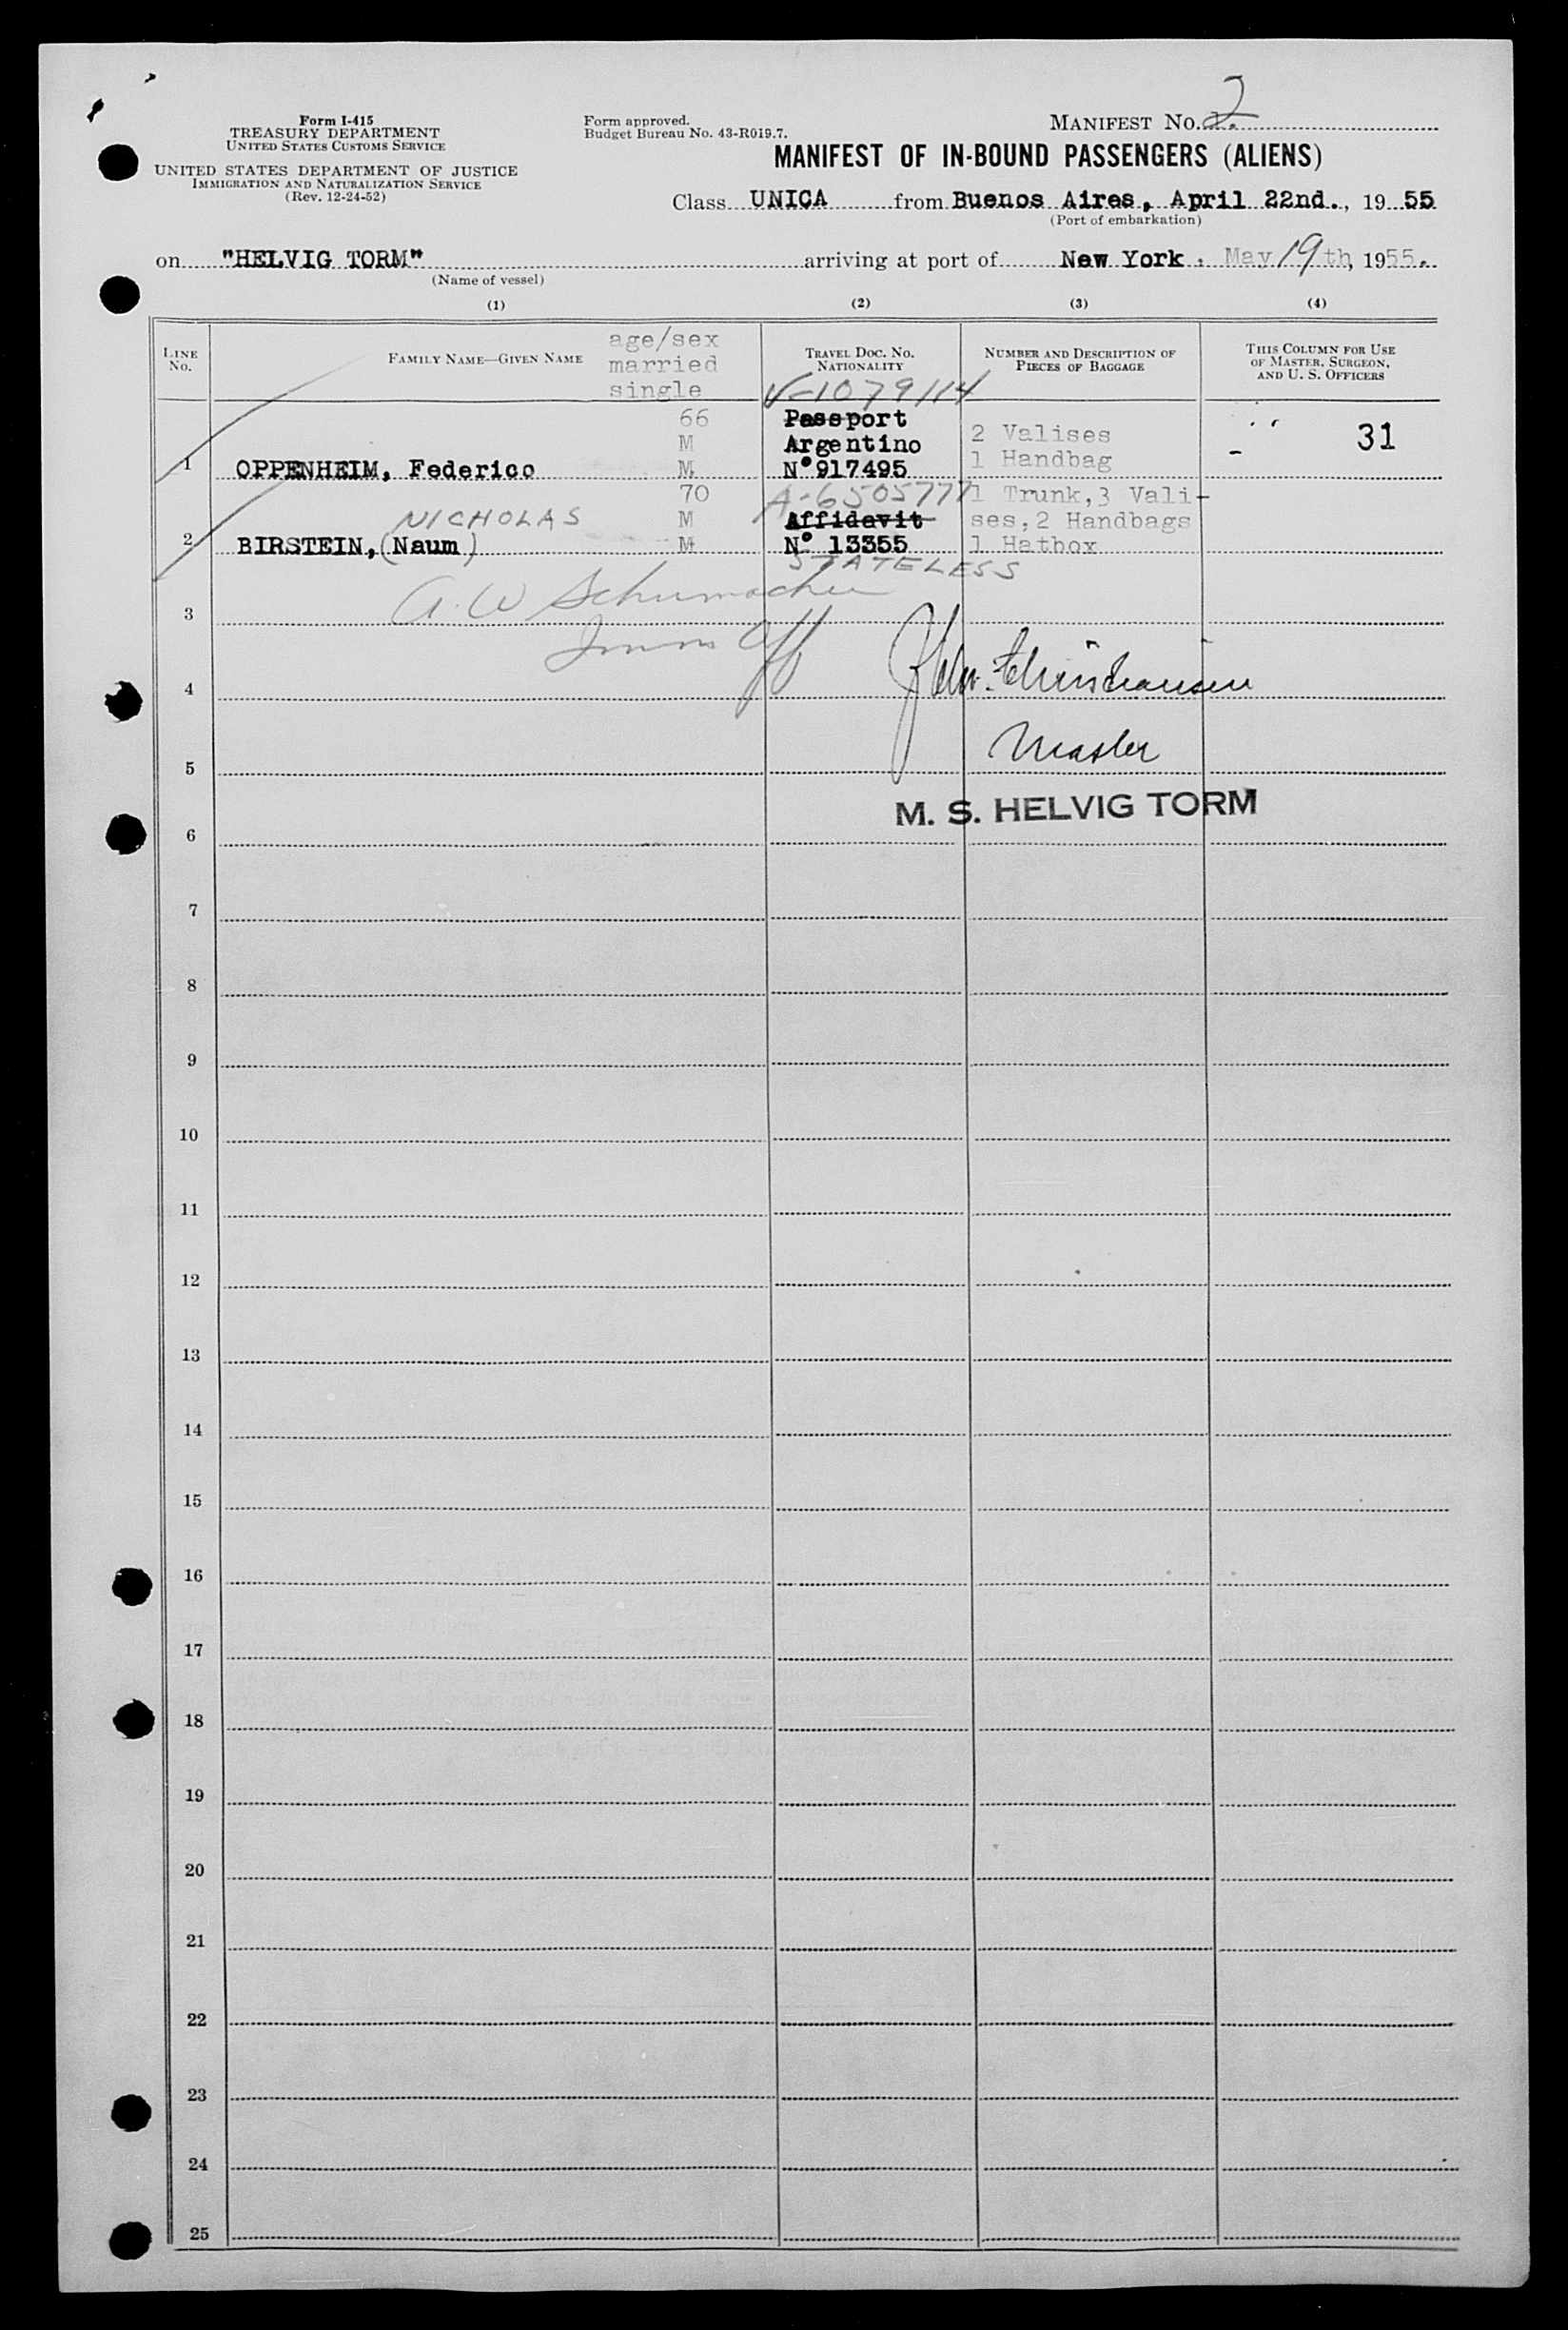 Form I-415
TREASURY DEPARTMENT
UNITED STATES CUSTOMS SERVICE
UNITED STATES DEPARTMENT OF JUSTICE
IMMIGRATION AND NATURALIZATION SERVICE
(Rev. 12-24-52)
Form approved.
Budget Bureau No. 43-R019.7.
MANIFEST No. 2
MANIFEST OF IN-BOUND PASSENGERS (ALIENS)
Class UNICA from Buenos Aires, April 22nd., 1955
(Port of embarkation)
on "HELVIG TORM" arriving at port of New York. May 19th, 1955.
(Name of vessel)
(1) (2) (3) (4)
LINE No.
FAMILY NAME—GIVEN NAME
age/sex
married
single
TRAVEL DOC. NO.
NATIONALITY
NUMBER AND DESCRIPTION OF
PIECES OF BAGGAGE
THIS COLUMN FOR USE
OF MASTER, SURGEON,
AND U. S. OFFICERS
V-1079114
66 Passport
M Argentino 2 Valises 31
1 Handbag
1 OPPENHEIM, Federico M. Nº917495
70 A-6505777 1 Trunk,3 Vali-
NICHOLAS M Affidavit ses,2 Handbags
2 BIRSTEIN, (Naum) M. Nº 13355 1 Hatbox
STATELESS
A. W Schumacher
3
Imm Off
Christiansen
4
Master
5
M. S. HELVIG TORM
6
7
8
9
10
11
12
13
14
15
16
17
18
19
20
21
22
23
24
25